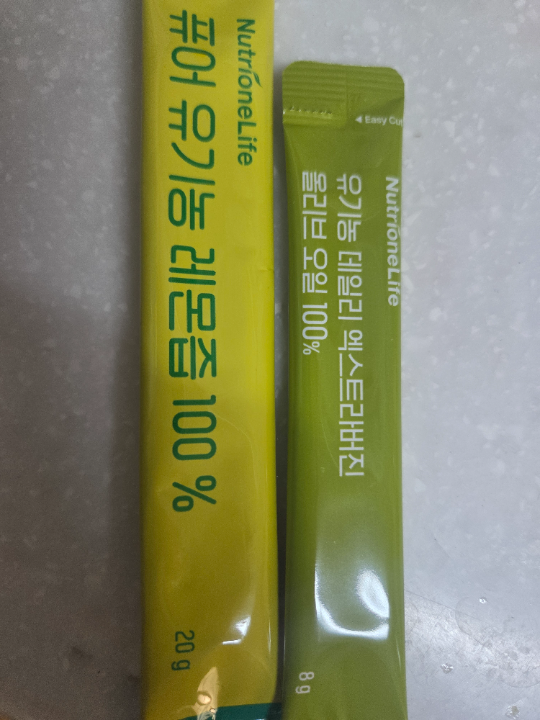 NutrioneLife
퓨어 유기농 레몬즙 100 %
20 g
◀ Easy Cut
NutrioneLife
유기농 데일리 엑스트라버진
올리브 오일 100%
8 g